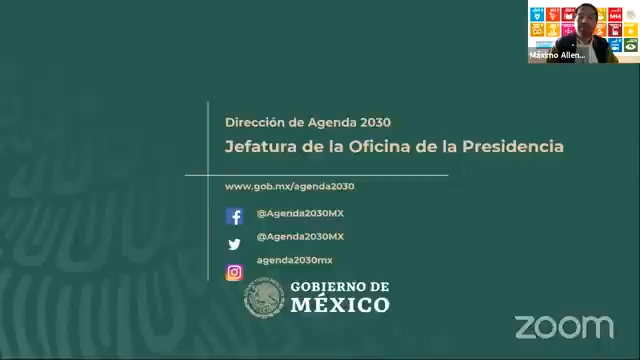 Máximo Allen...
Dirección de Agenda 2030
Jefatura de la Oficina de la Presidencia
www.gob.mx/agenda2030
@Agenda2030MX
@Agenda2030MX
agenda2030mx
GOBIERNO DE
MÉXICO
zoom